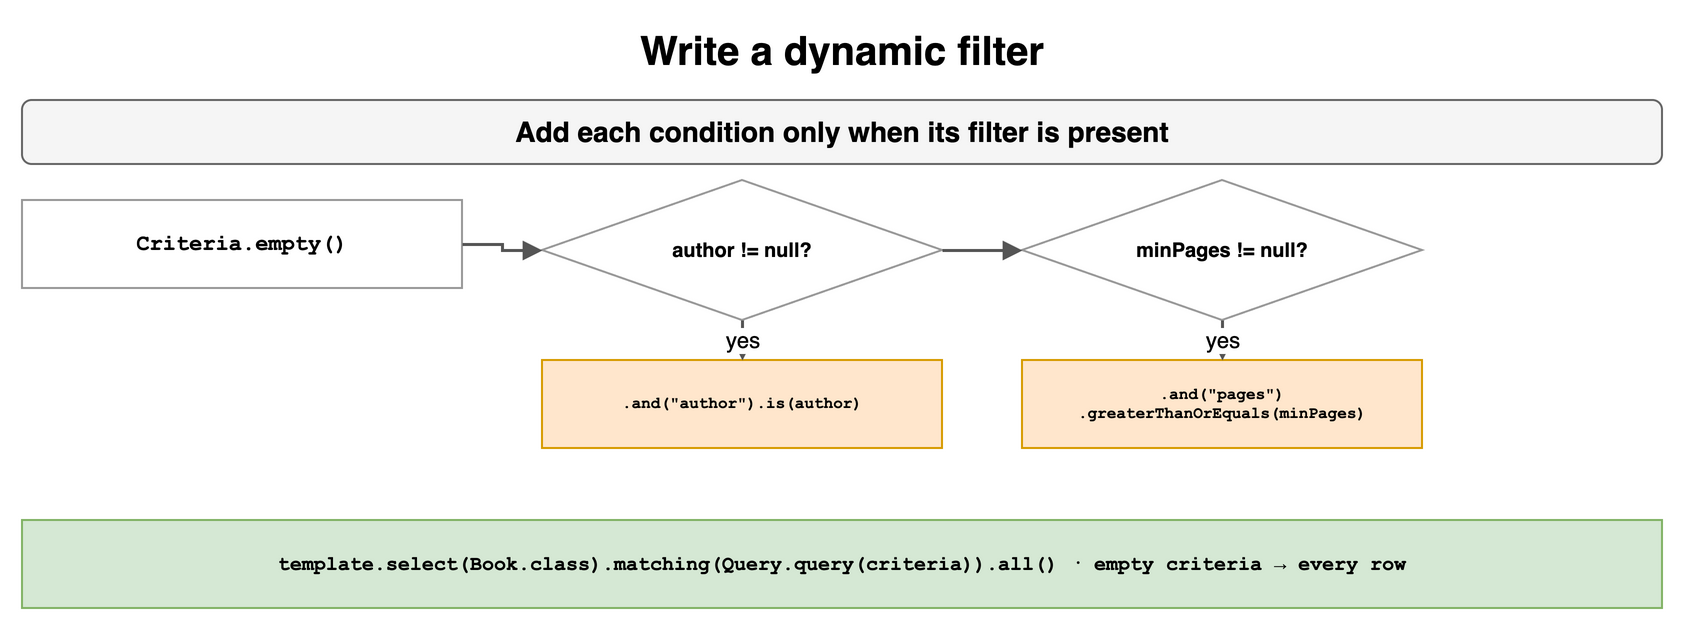 Write a dynamic filter
Add each condition only when its filter is present
Criteria.empty()
author != null?
minPages != null?
yes
yes
.and("author").is(author)
.and("pages")
.greaterThanOrEquals(minPages)
template.select(Book.class).matching(Query.query(criteria)).all() · empty criteria → every row